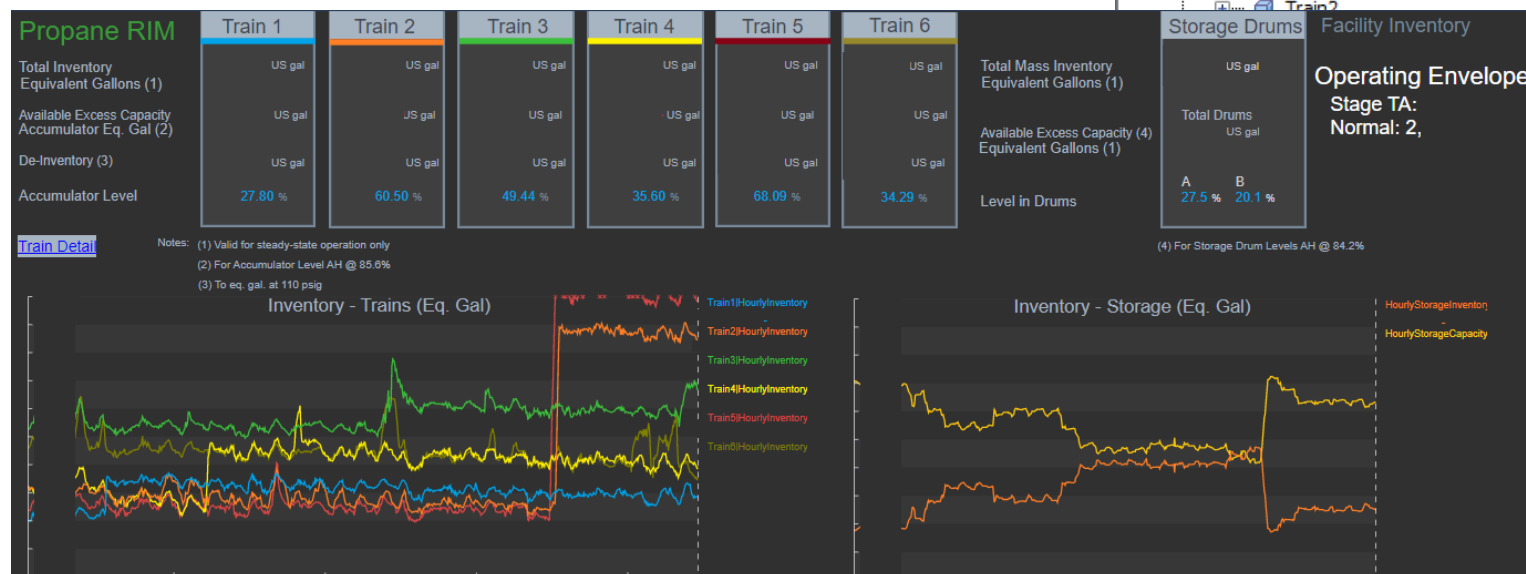 Train2
Propane RIM
Train 1
Train 2
Train 3
Train 4
Train 5
Train 6
Storage Drums
Facility Inventory
Total Inventory
Equivalent Gallons (1)
US gal
US gal
US gal
US gal
US gal
US gal
Total Mass Inventory
Equivalent Gallons (1)
US gal
Operating Envelope
Stage TA:
Normal: 2,
Available Excess Capacity
Accumulator Eq. Gal (2)
US gal
US gal
US gal
US gal
US gal
US gal
Available Excess Capacity (4)
Equivalent Gallons (1)
Total Drums
US gal
De-Inventory (3)
US gal
US gal
US gal
US gal
US gal
US gal
Accumulator Level
27.80 %
60.50 %
49.44 %
35.60 %
68.09 %
34.29 %
Level in Drums
A B
27.5 % 20.1 %
Train Detail
Notes: (1) Valid for steady-state operation only
(2) For Accumulator Level AH @ 85.6%
(3) To eq. gal. at 110 psig
(4) For Storage Drum Levels AH @ 84.2%
Inventory - Trains (Eq. Gal)
Train1|HourlyInventory
Train2|HourlyInventory
Train3|HourlyInventory
Train4|HourlyInventory
Train5|HourlyInventory
Train6|HourlyInventory
Inventory - Storage (Eq. Gal)
HourlyStorageInventory
HourlyStorageCapacity